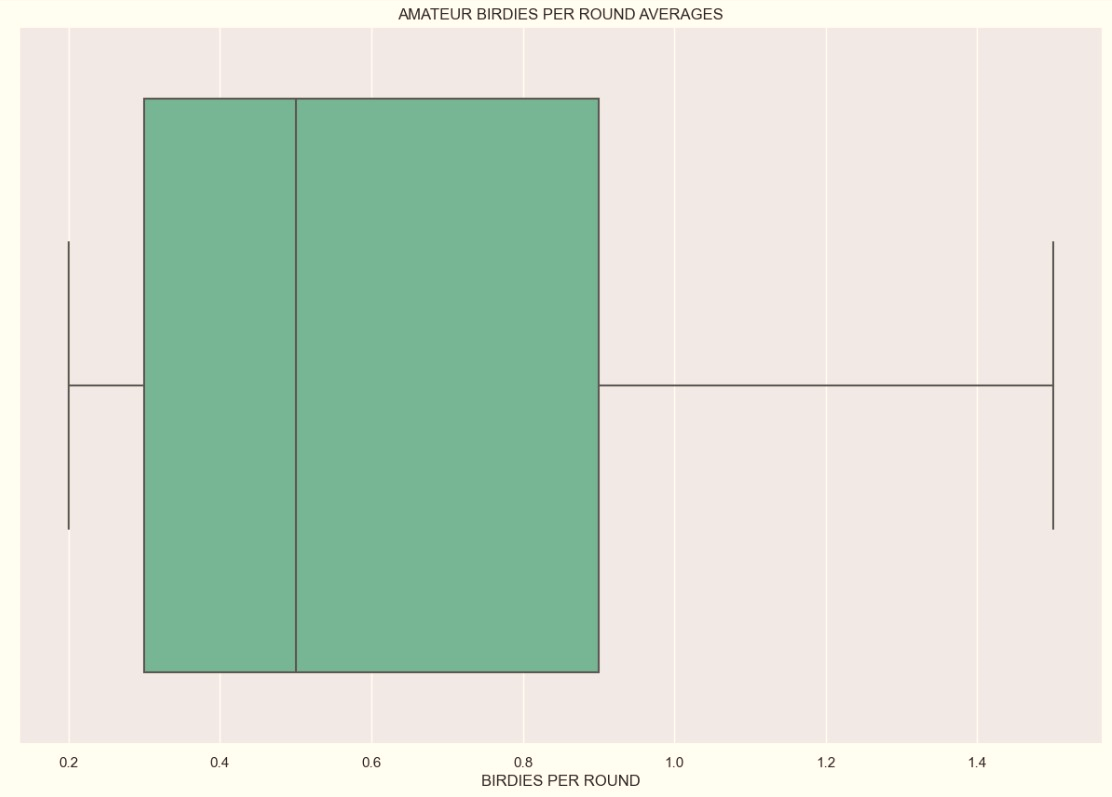 AMATEUR BIRDIES PER ROUND AVERAGES
0.2 0.4 0.6 0.8 1.0 1.2 1.4
BIRDIES PER ROUND